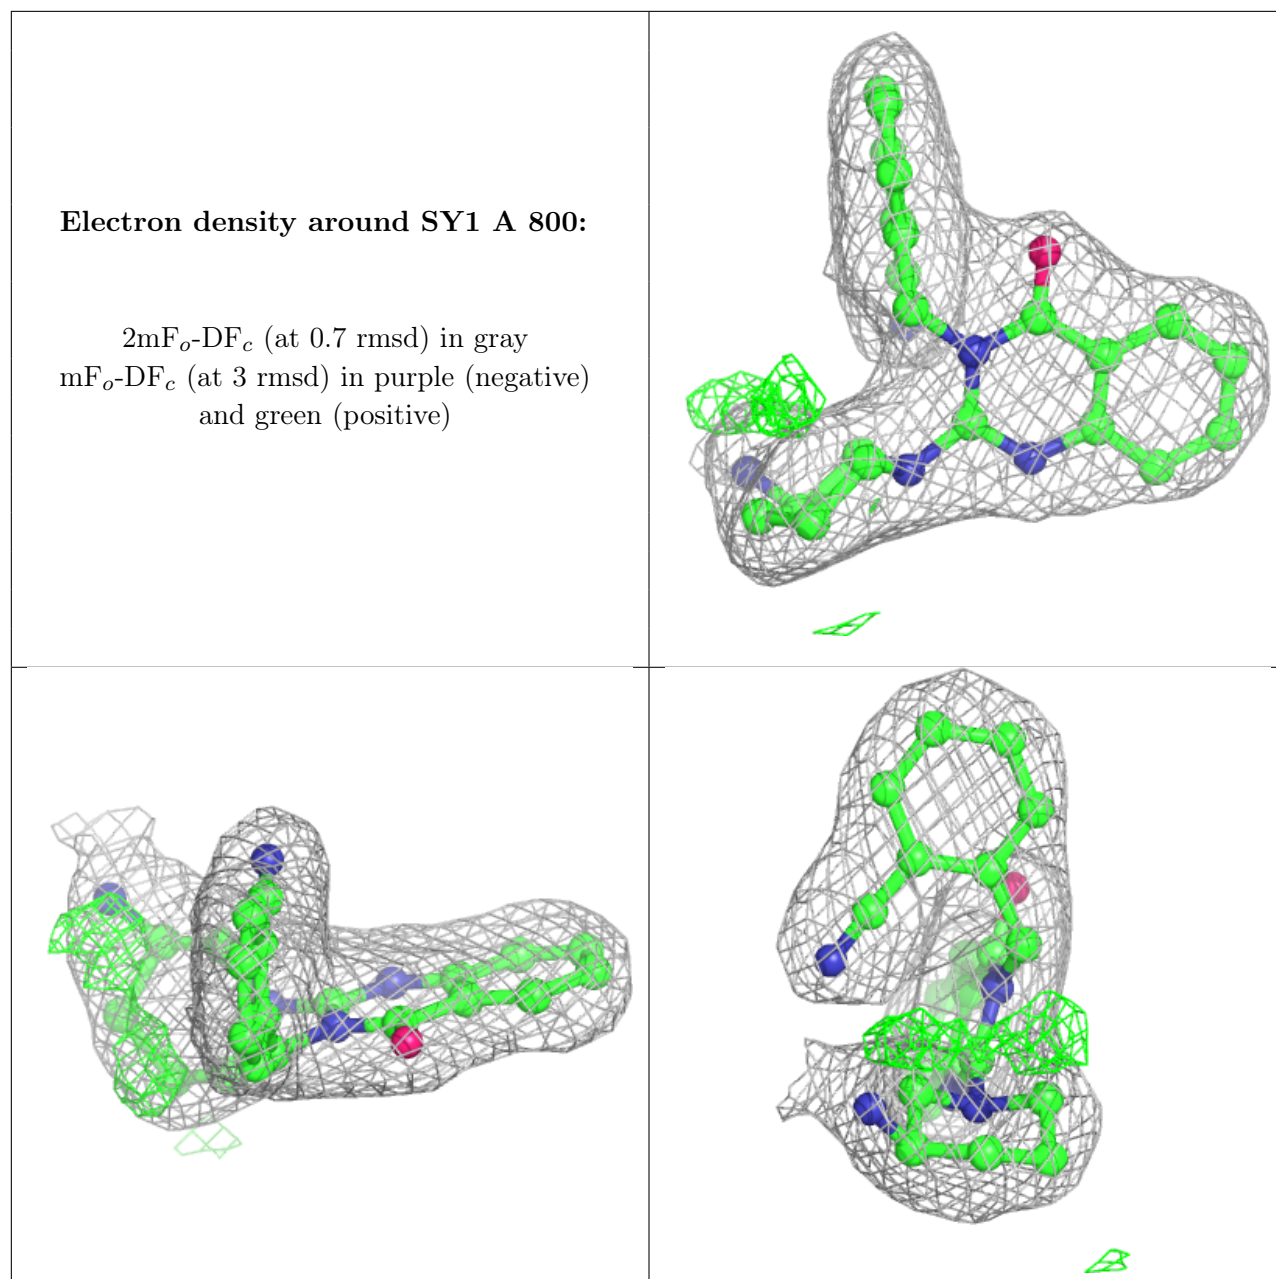 Electron density around SY1 A 800:
2mFo-DFc (at 0.7 rmsd) in gray
mFo-DFc (at 3 rmsd) in purple (negative)
and green (positive)